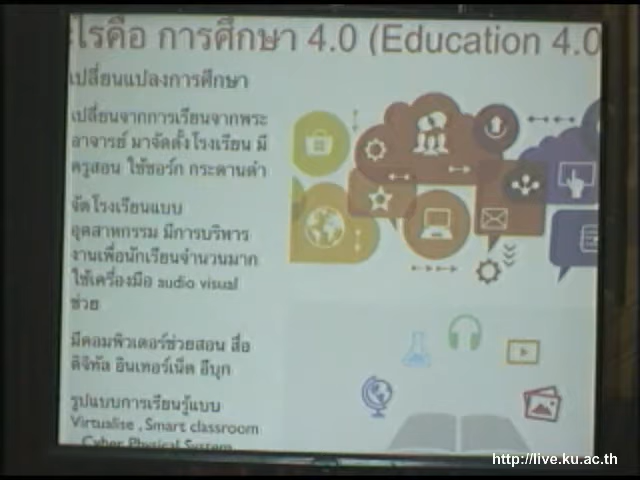 ะไรคือ การศึกษา 4.0 (Education 4.0
เปลี่ยนแปลงการศึกษา
เปลี่ยนจากการเรียนจากพระ
อาจารย์ มาจัดตั้งโรงเรียน มี
ครูสอน ใช้ชอร์ก กระดานดำ
จัดโรงเรียนแบบ
อุตสาหกรรม มีการบริหาร
งานเพื่อนักเรียนจำนวนมาก
ใช้เครื่องมือ audio visual
ช่วย
มีคอมพิวเตอร์ช่วยสอน สื่อ
ดิจิทัล อินเทอร์เน็ต อีบุก
รูปแบบการเรียนรู้แบบ
Virtualise , Smart classroom
Cyber Physical System
http://live.ku.ac.th